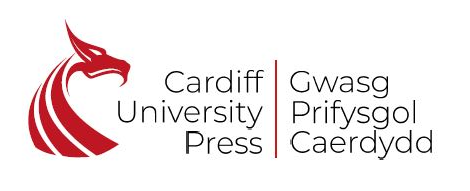 Cardiff
University
Press
Gwasg
Prifysgol
Caerdydd